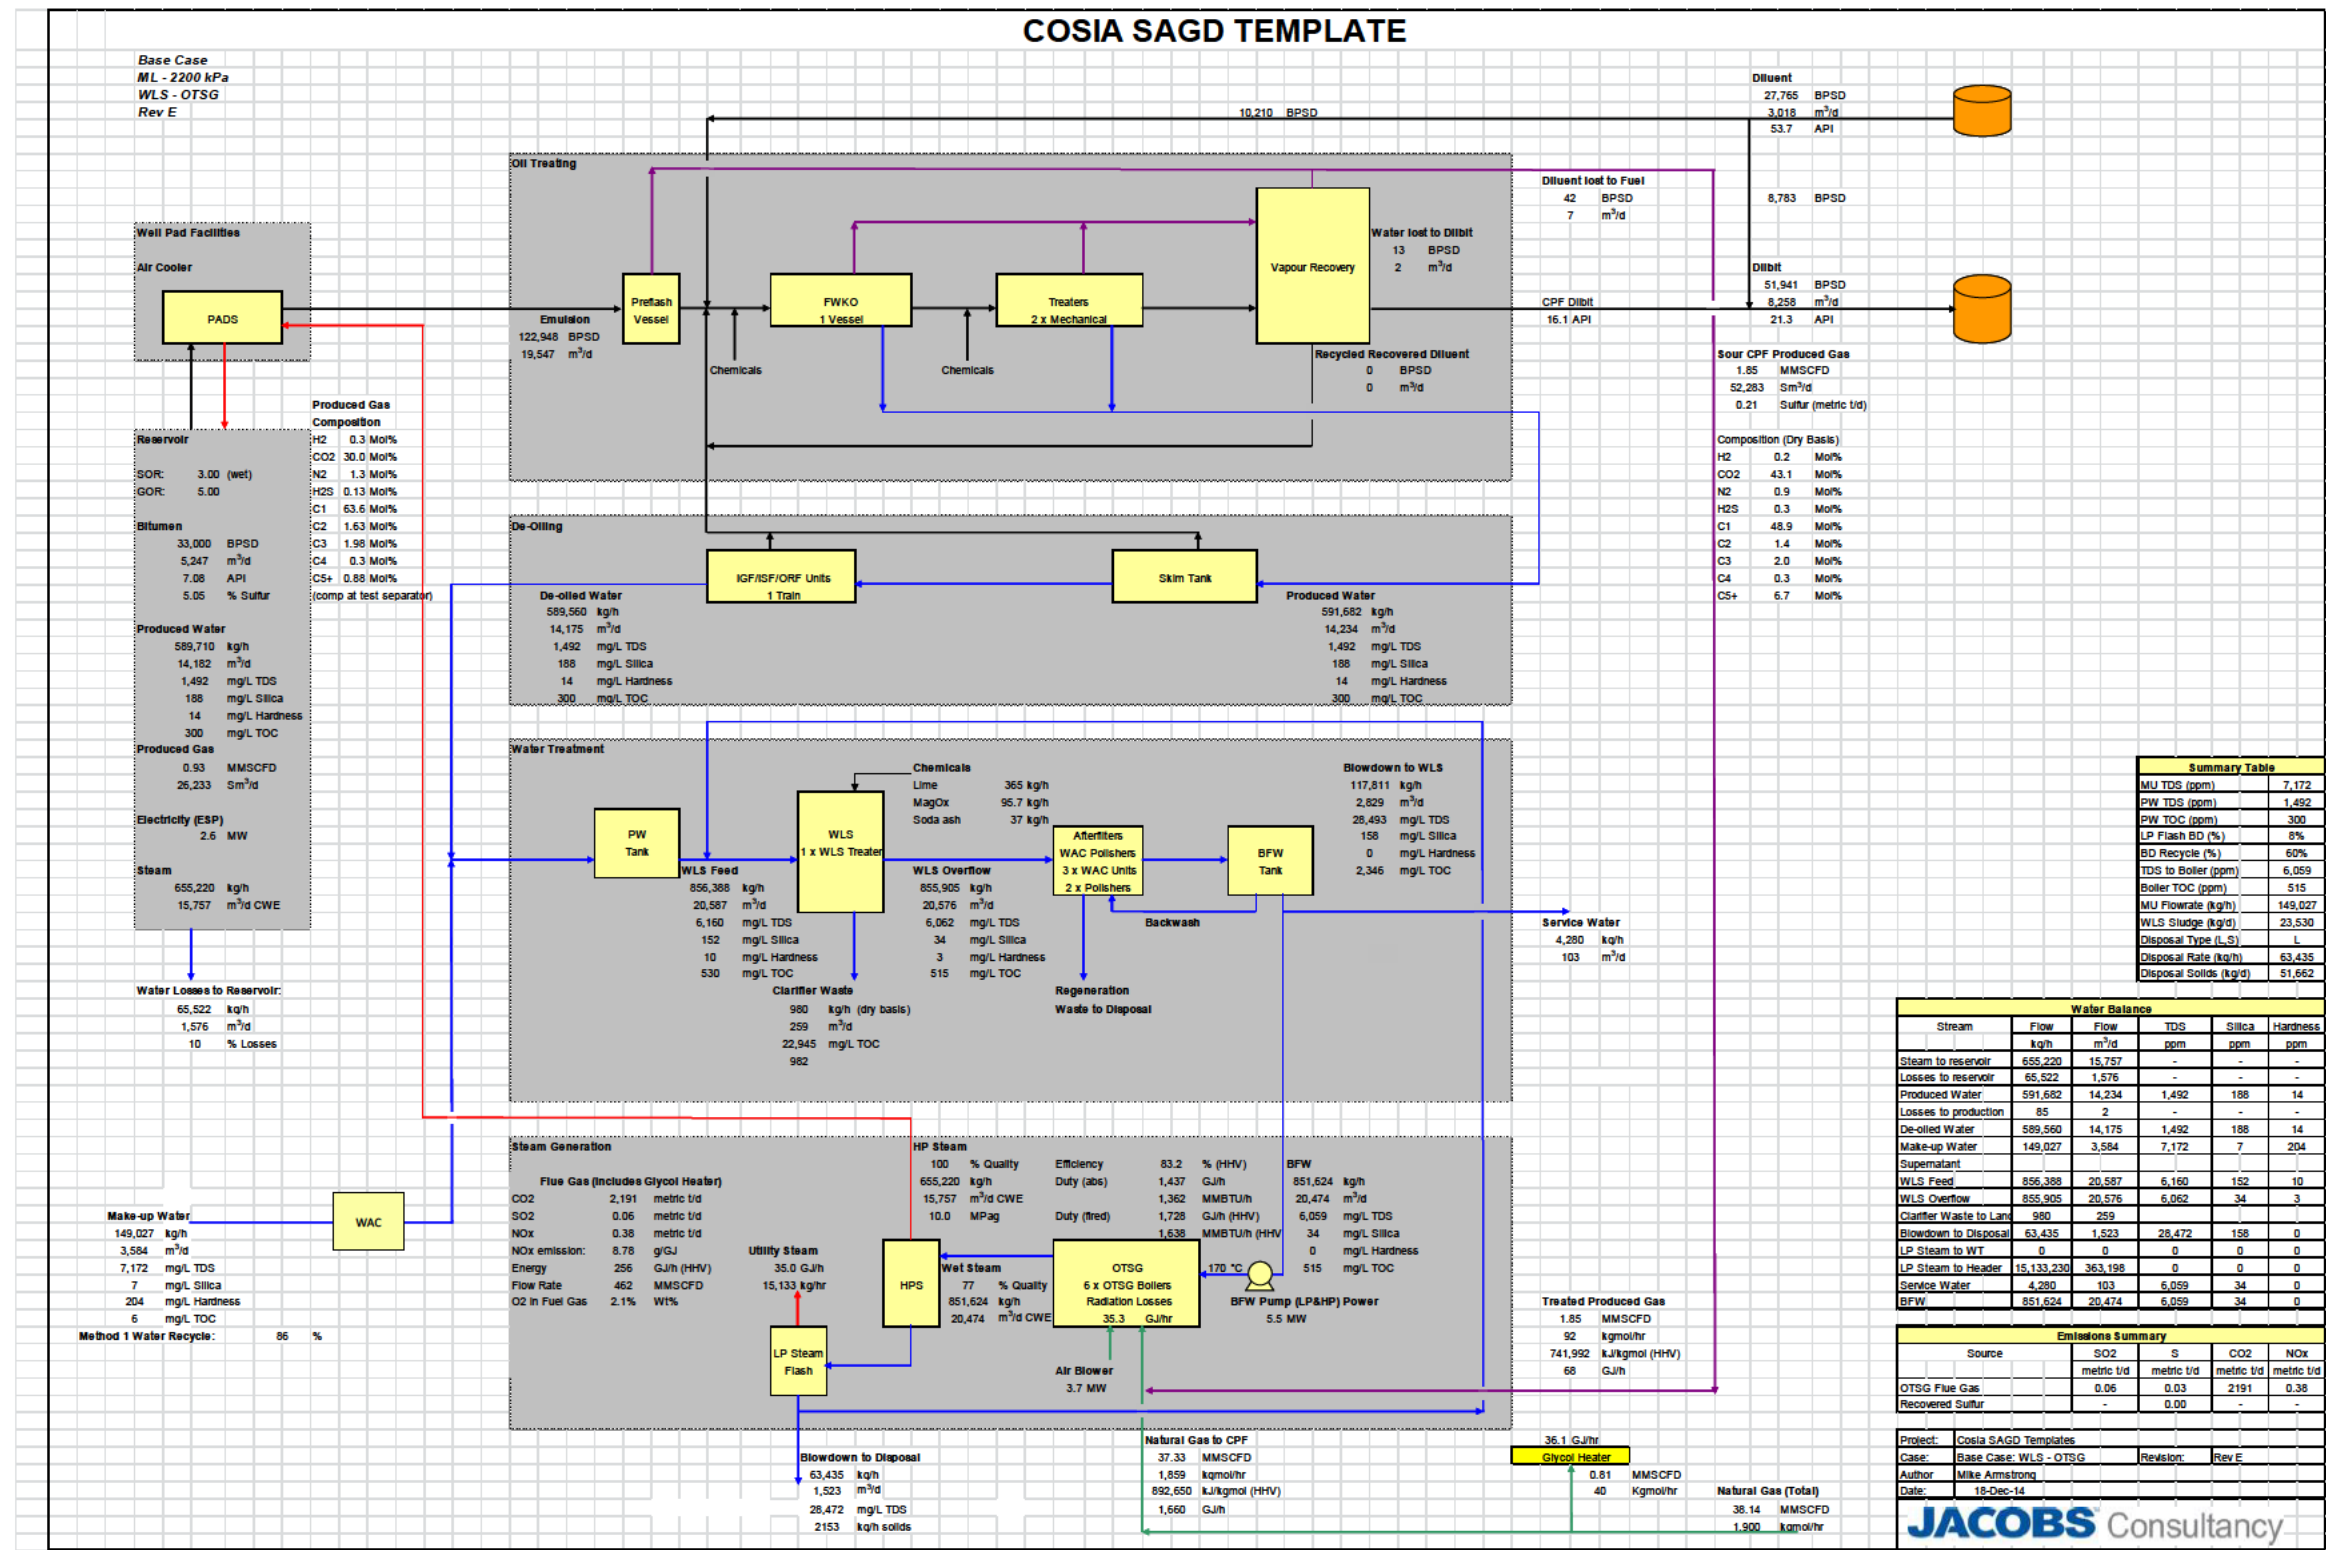 COSIA SAGD TEMPLATE
Base Case
ML - 2200 kPa
WLS - OTSG
Rev E
Diluent
27,765 BPSD
3,018 m³/d
53.7 API
10,210 BPSD
8,783 BPSD
Oil Treating
Diluent lost to Fuel
42 BPSD
7 m³/d
Water lost to Dilbit
13 BPSD
2 m³/d
Vapour Recovery
Well Pad Facilities
Air Cooler
PADS
Emulsion
122,948 BPSD
19,547 m³/d
Preflash
Vessel
FWKO
1 Vessel
Treaters
2 x Mechanical
Chemicals
Chemicals
Recycled Recovered Diluent
0 BPSD
0 m³/d
CPF Dilbit
16.1 API
Dilbit
51,941 BPSD
8,258 m³/d
21.3 API
Sour CPF Produced Gas
1.85 MMSCFD
52,283 Sm³/d
0.21 Sulfur (metric t/d)
Composition (Dry Basis)
H2 0.2 Mol%
CO2 43.1 Mol%
N2 0.9 Mol%
H2S 0.3 Mol%
C1 48.9 Mol%
C2 1.4 Mol%
C3 2.0 Mol%
C4 0.3 Mol%
C5+ 6.7 Mol%
Produced Gas
Composition
H2 0.3 Mol%
CO2 30.0 Mol%
N2 1.3 Mol%
H2S 0.13 Mol%
C1 63.6 Mol%
C2 1.63 Mol%
C3 1.98 Mol%
C4 0.3 Mol%
C5+ 0.88 Mol%
(comp at test separator)
Reservoir
SOR: 3.00 (wet)
GOR: 5.00
Bitumen
33,000 BPSD
5,247 m³/d
7.08 API
5.05 % Sulfur
Produced Water
589,710 kg/h
14,182 m³/d
1,492 mg/L TDS
188 mg/L Silica
14 mg/L Hardness
300 mg/L TOC
Produced Gas
0.93 MMSCFD
26,233 Sm³/d
Electricity (ESP)
2.6 MW
Steam
655,220 kg/h
15,757 m³/d CWE
Water Losses to Reservoir:
65,522 kg/h
1,576 m³/d
10 % Losses
De-Oiling
IGF/ISF/ORF Units
1 Train
Skim Tank
De-oiled Water
589,560 kg/h
14,175 m³/d
1,492 mg/L TDS
188 mg/L Silica
14 mg/L Hardness
300 mg/L TOC
Produced Water
591,682 kg/h
14,234 m³/d
1,492 mg/L TDS
188 mg/L Silica
14 mg/L Hardness
300 mg/L TOC
Water Treatment
Chemicals
Lime 365 kg/h
MagOx 95.7 kg/h
Soda ash 37 kg/h
PW
Tank
WLS
1 x WLS Treater
Afterfilters
WAC Polishers
3 x WAC Units
2 x Polishers
BFW
Tank
Blowdown to WLS
117,811 kg/h
2,829 m³/d
28,493 mg/L TDS
158 mg/L Silica
0 mg/L Hardness
2,346 mg/L TOC
WLS Feed
856,388 kg/h
20,587 m³/d
6,160 mg/L TDS
152 mg/L Silica
10 mg/L Hardness
530 mg/L TOC
WLS Overflow
855,905 kg/h
20,576 m³/d
6,062 mg/L TDS
34 mg/L Silica
3 mg/L Hardness
515 mg/L TOC
Backwash
Service Water
4,280 kg/h
103 m³/d
Clarifier Waste
980 kg/h (dry basis)
259 m³/d
22,945 mg/L TOC
982
Regeneration
Waste to Disposal
Steam Generation
Flue Gas (Includes Glycol Heater)
CO2 2,191 metric t/d
SO2 0.06 metric t/d
NOx 0.38 metric t/d
NOx emission: 8.78 g/GJ
Energy 256 GJ/h (HHV)
Flow Rate 462 MMSCFD
O2 in Fuel Gas 2.1% Wt%
HP Steam
100 % Quality
655,220 kg/h
15,757 m³/d CWE
10.0 MPag
Efficiency 83.2 % (HHV)
Duty (abs) 1,437 GJ/h
1,362 MMBTU/h
Duty (fired) 1,728 GJ/h (HHV)
1,638 MMBTU/h (HHV
BFW
851,624 kg/h
20,474 m³/d
6,059 mg/L TDS
34 mg/L Silica
0 mg/L Hardness
515 mg/L TOC
Utility Steam
35.0 GJ/h
15,133 kg/hr
HPS
Wet Steam
77 % Quality
851,624 kg/h
20,474 m³/d CWE
OTSG
6 x OTSG Boilers
Radiation Losses
35.3 GJ/hr
170 °C
BFW Pump (LP&HP) Power
5.5 MW
LP Steam
Flash
Air Blower
3.7 MW
Make-up Water
149,027 kg/h
3,584 m³/d
7,172 mg/L TDS
7 mg/L Silica
204 mg/L Hardness
6 mg/L TOC
WAC
Method 1 Water Recycle: 86 %
Treated Produced Gas
1.85 MMSCFD
92 kgmol/hr
741,992 kJ/kgmol (HHV)
68 GJ/h
Blowdown to Disposal
63,435 kg/h
1,523 m³/d
28,472 mg/L TDS
2153 kg/h solids
Natural Gas to CPF
37.33 MMSCFD
1,859 kgmol/hr
892,650 kJ/kgmol (HHV)
1,660 GJ/h
36.1 GJ/hr
Glycol Heater
0.81 MMSCFD
40 Kgmol/hr
Natural Gas (Total)
38.14 MMSCFD
1,900 kgmol/hr
Summary Table
MU TDS (ppm) 7,172
PW TDS (ppm) 1,492
PW TOC (ppm) 300
LP Flash BD (%) 8%
BD Recycle (%) 60%
TDS to Boiler (ppm) 6,059
Boiler TOC (ppm) 515
MU Flowrate (kg/h) 149,027
WLS Sludge (kg/d) 23,530
Disposal Type (L,S) L
Disposal Rate (kg/h) 63,435
Disposal Solids (kg/d) 51,662
Water Balance
Stream Flow Flow TDS Silica Hardness
kg/h m³/d ppm ppm ppm
Steam to reservoir 655,220 15,757 - - -
Losses to reservoir 65,522 1,576 - - -
Produced Water 591,682 14,234 1,492 188 14
Losses to production 85 2 - - -
De-oiled Water 589,560 14,175 1,492 188 14
Make-up Water 149,027 3,584 7,172 7 204
Supernatant
WLS Feed 856,388 20,587 6,160 152 10
WLS Overflow 855,905 20,576 6,062 34 3
Clarifier Waste to Land 980 259
Blowdown to Disposal 63,435 1,523 28,472 158 0
LP Steam to WT 0 0 0 0 0
LP Steam to Header 15,133,230 363,198 0 0 0
Service Water 4,280 103 6,059 34 0
BFW 851,624 20,474 6,059 34 0
Emissions Summary
Source SO2 S CO2 NOx
metric t/d metric t/d metric t/d metric t/d
OTSG Flue Gas 0.06 0.03 2191 0.38
Recovered Sulfur - 0.00 - -
Project: Cosia SAGD Templates
Case: Base Case: WLS - OTSG Revision: Rev E
Author Mike Armstrong
Date: 18-Dec-14
JACOBS Consultancy